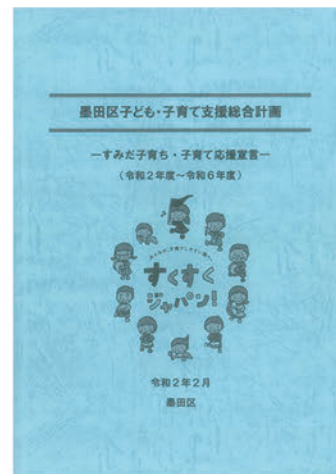 墨田区子ども・子育て支援総合計画
―すみだ子育ち・子育て応援宣言―
（令和２年度～令和６年度）
すくすく
ジャパン！
令和２年２月
墨田区